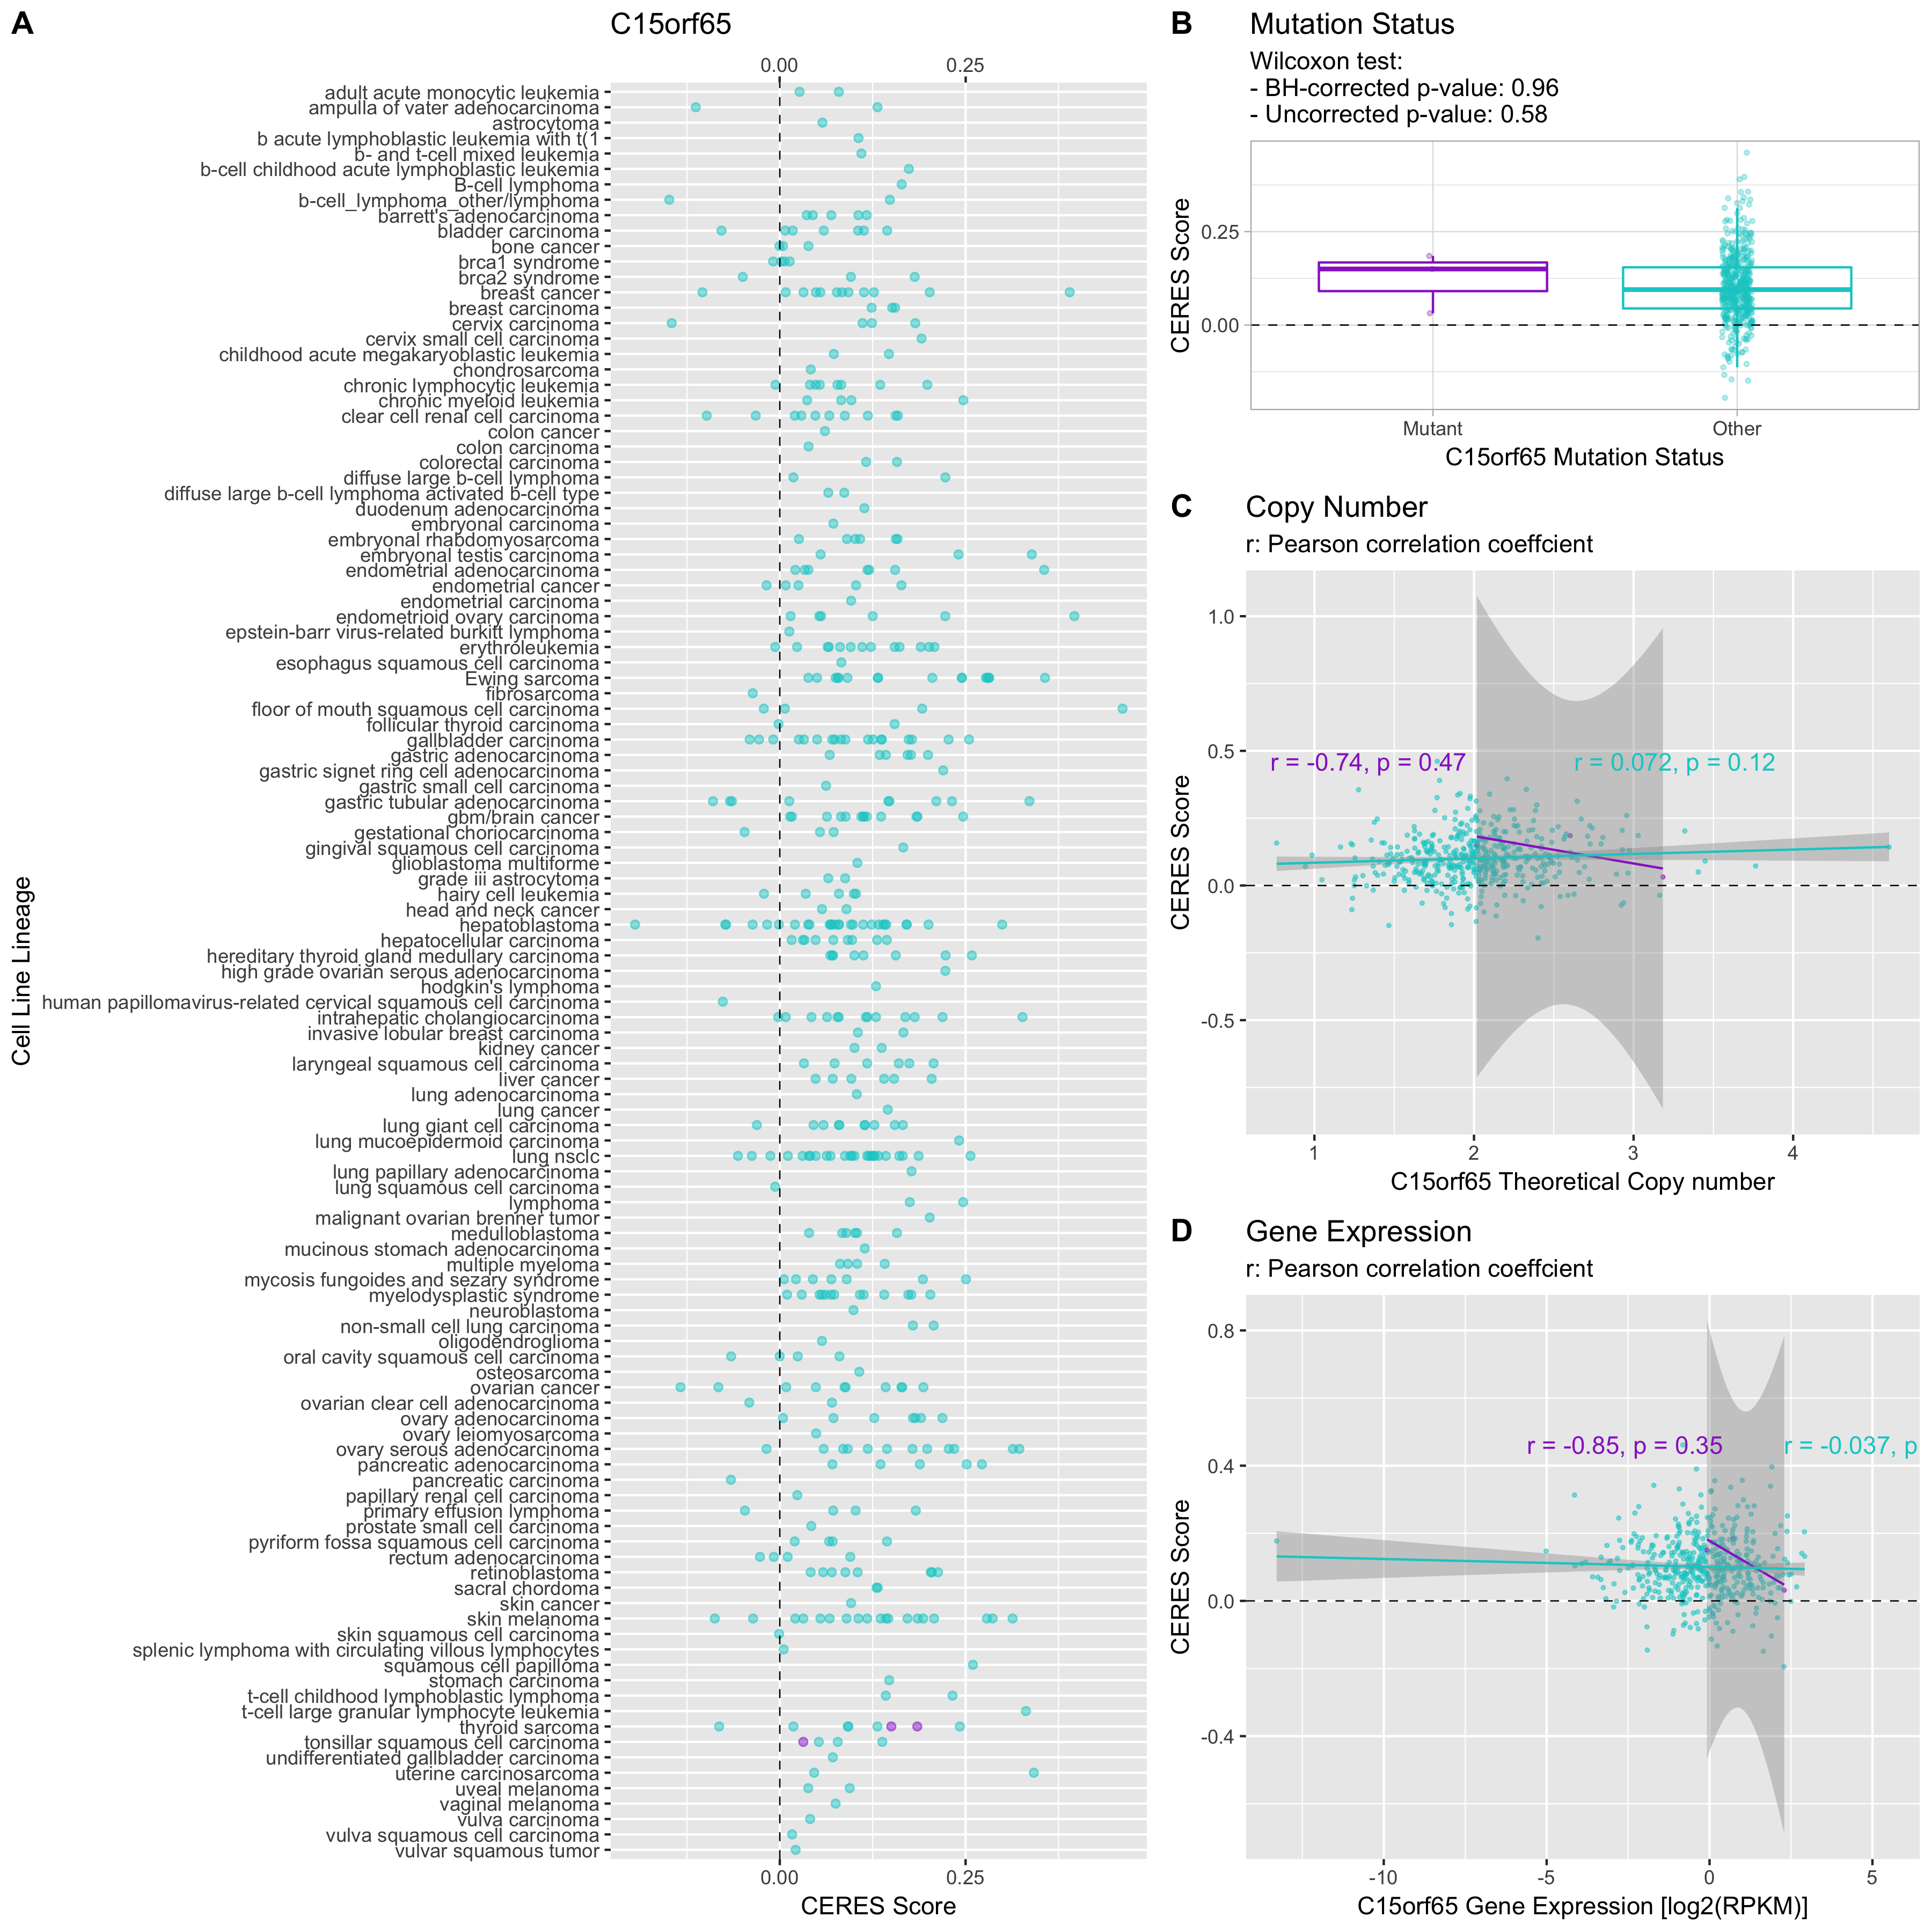 A
C15orf65
0.00
0.25
adult acute monocytic leukemia
ampulla of vater adenocarcinoma
astrocytoma
b acute lymphoblastic leukemia with t(1
b- and t-cell mixed leukemia
b-cell childhood acute lymphoblastic leukemia
B-cell lymphoma
b-cell_lymphoma_other/lymphoma
barrett's adenocarcinoma
bladder carcinoma
bone cancer
brca1 syndrome
brca2 syndrome
breast cancer
breast carcinoma
cervix carcinoma
cervix small cell carcinoma
childhood acute megakaryoblastic leukemia
chondrosarcoma
chronic lymphocytic leukemia
chronic myeloid leukemia
clear cell renal cell carcinoma
colon cancer
colon carcinoma
colorectal carcinoma
diffuse large b-cell lymphoma
diffuse large b-cell lymphoma activated b-cell type
duodenum adenocarcinoma
embryonal carcinoma
embryonal rhabdomyosarcoma
embryonal testis carcinoma
endometrial adenocarcinoma
endometrial cancer
endometrial carcinoma
endometrioid ovary carcinoma
epstein-barr virus-related burkitt lymphoma
erythroleukemia
esophagus squamous cell carcinoma
Ewing sarcoma
fibrosarcoma
floor of mouth squamous cell carcinoma
follicular thyroid carcinoma
gallbladder carcinoma
gastric adenocarcinoma
gastric signet ring cell adenocarcinoma
gastric small cell carcinoma
gastric tubular adenocarcinoma
gbm/brain cancer
gestational choriocarcinoma
gingival squamous cell carcinoma
glioblastoma multiforme
grade iii astrocytoma
hairy cell leukemia
head and neck cancer
hepatoblastoma
hepatocellular carcinoma
hereditary thyroid gland medullary carcinoma
high grade ovarian serous adenocarcinoma
hodgkin's lymphoma
human papillomavirus-related cervical squamous cell carcinoma
intrahepatic cholangiocarcinoma
invasive lobular breast carcinoma
kidney cancer
laryngeal squamous cell carcinoma
liver cancer
lung adenocarcinoma
lung cancer
lung giant cell carcinoma
lung mucoepidermoid carcinoma
lung nsclc
lung papillary adenocarcinoma
lung squamous cell carcinoma
lymphoma
malignant ovarian brenner tumor
medulloblastoma
mucinous stomach adenocarcinoma
multiple myeloma
mycosis fungoides and sezary syndrome
myelodysplastic syndrome
neuroblastoma
non-small cell lung carcinoma
oligodendroglioma
oral cavity squamous cell carcinoma
osteosarcoma
ovarian cancer
ovarian clear cell adenocarcinoma
ovary adenocarcinoma
ovary leiomyosarcoma
ovary serous adenocarcinoma
pancreatic adenocarcinoma
pancreatic carcinoma
papillary renal cell carcinoma
primary effusion lymphoma
prostate small cell carcinoma
pyriform fossa squamous cell carcinoma
rectum adenocarcinoma
retinoblastoma
sacral chordoma
skin cancer
skin melanoma
skin squamous cell carcinoma
splenic lymphoma with circulating villous lymphocytes
squamous cell papilloma
stomach carcinoma
t-cell childhood lymphoblastic lymphoma
t-cell large granular lymphocyte leukemia
thyroid sarcoma
tonsillar squamous cell carcinoma
undifferentiated gallbladder carcinoma
uterine carcinosarcoma
uveal melanoma
vaginal melanoma
vulva carcinoma
vulva squamous cell carcinoma
vulvar squamous tumor
0.00
0.25
CERES Score
Cell Line Lineage
B
Mutation Status
Wilcoxon test:
- BH-corrected p-value: 0.96
- Uncorrected p-value: 0.58
0.25
0.00
CERES Score
Mutant
Other
C15orf65 Mutation Status
C
Copy Number
r: Pearson correlation coeffcient
1.0
0.5
0.0
-0.5
CERES Score
r = -0.74, p = 0.47
r = 0.072, p = 0.12
1
2
3
4
C15orf65 Theoretical Copy number
D
Gene Expression
r: Pearson correlation coeffcient
0.8
0.4
0.0
-0.4
CERES Score
r = -0.85, p = 0.35
r = -0.037, p
-10
-5
0
5
C15orf65 Gene Expression [log2(RPKM)]